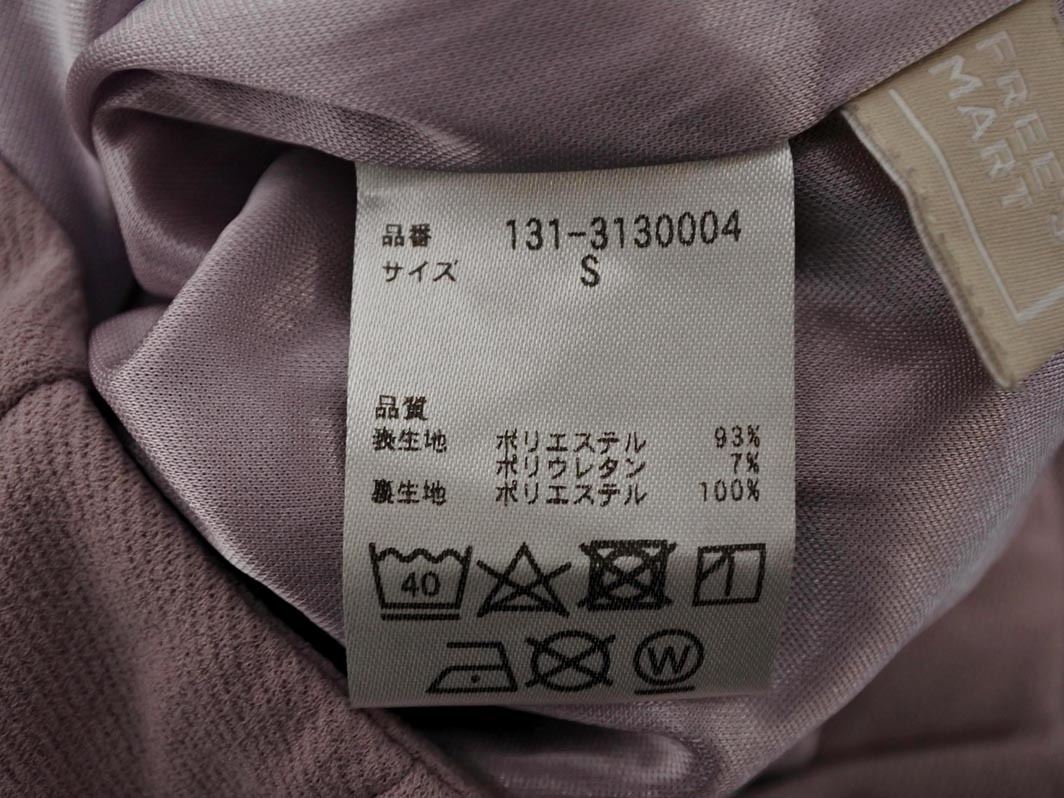 品番 131-3130004
サイズ S
品質
表生地 ポリエステル 93%
ポリウレタン 7%
裏生地 ポリエステル 100%
40
W
MART